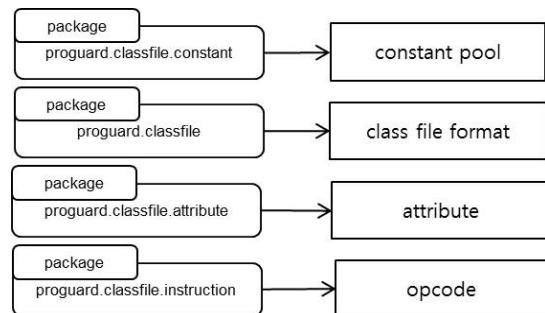 package
proguard.classfile.constant
constant pool
package
proguard.classfile
class file format
package
proguard.classfile.attribute
attribute
package
proguard.classfile.instruction
opcode